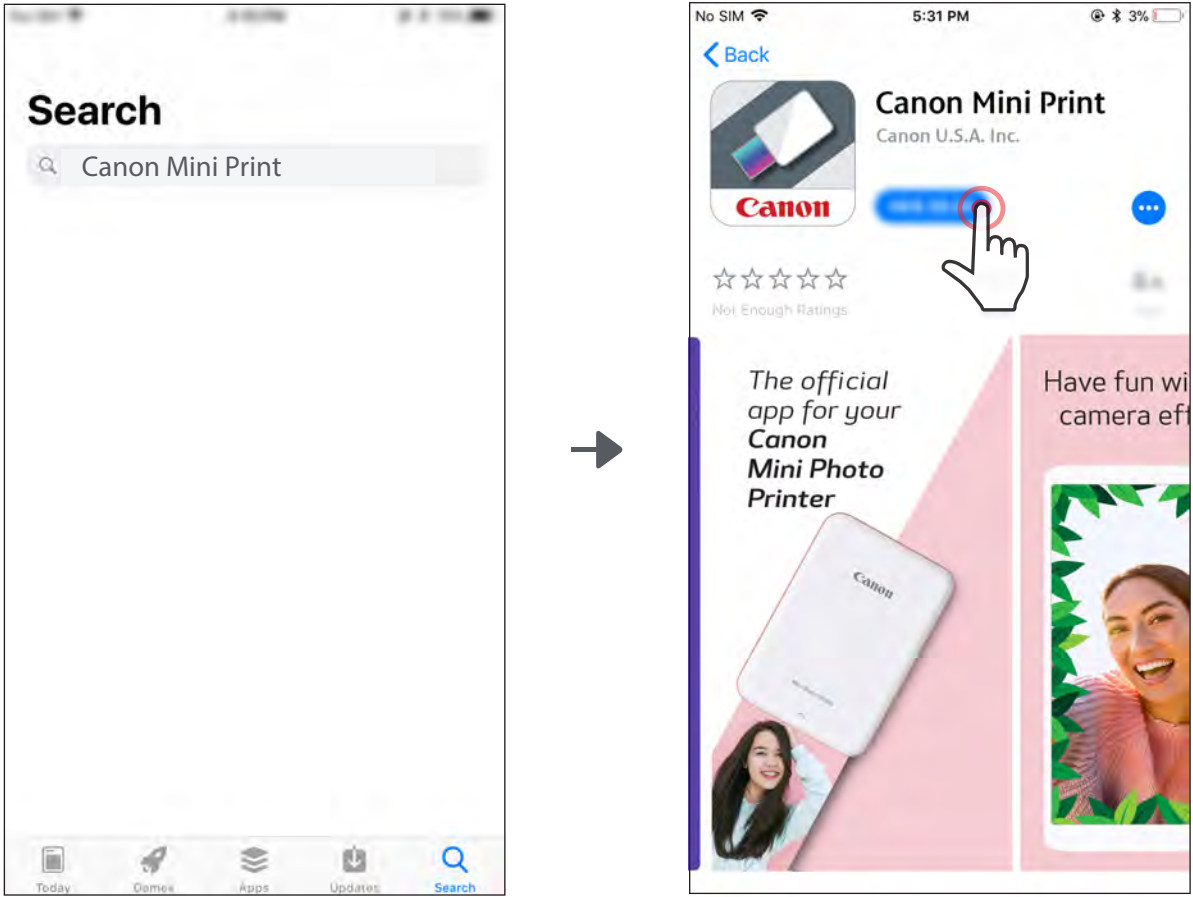 Search
Canon Mini Print
Today
Games
Apps
Updates
Search
No SIM
5:31 PM
3%
Back
Canon Mini Print
Canon U.S.A. Inc.
Canon
Not Enough Ratings
The official
app for your
Canon
Mini Photo
Printer
Have fun wi
camera eff
Canon